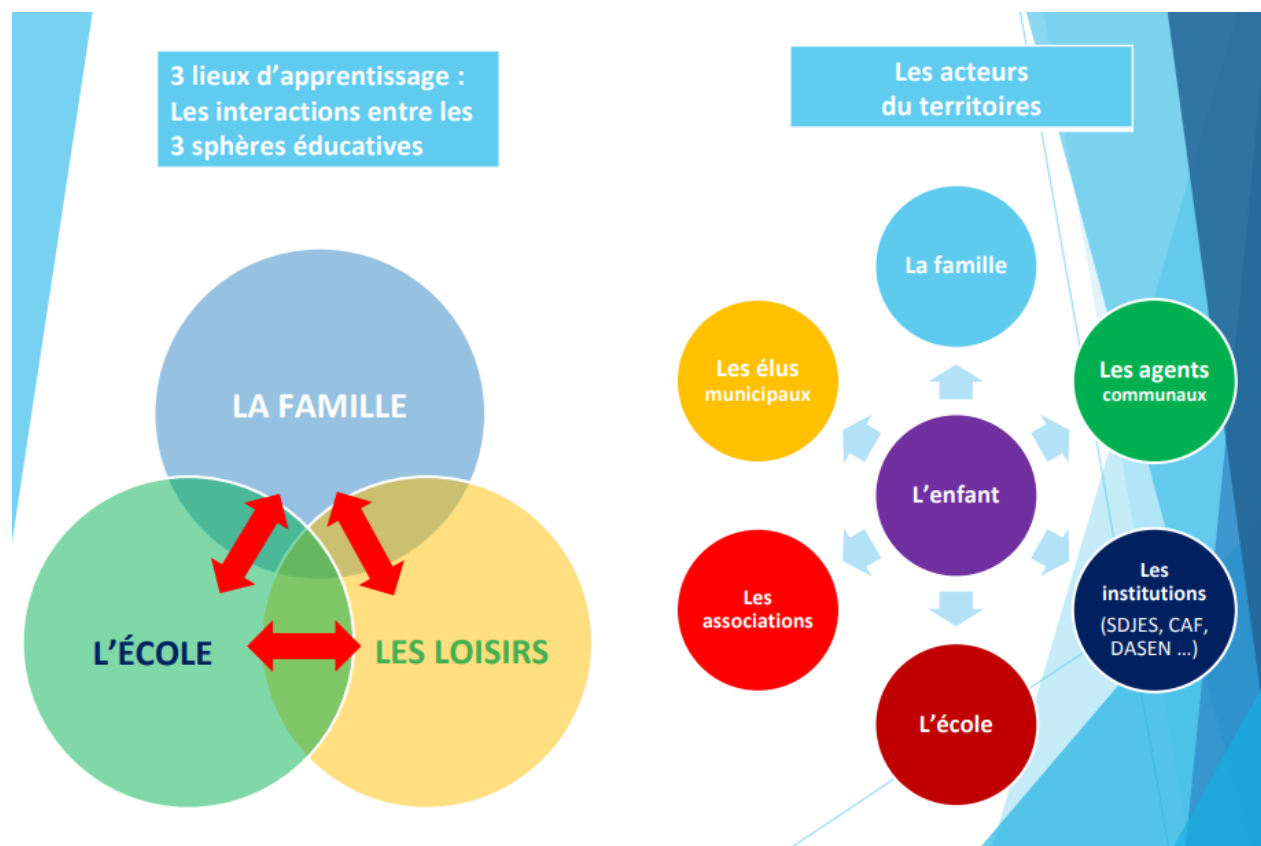 3 lieux d'apprentissage :
Les interactions entre les
3 sphères éducatives
LA FAMILLE
L'ÉCOLE
LES LOISIRS
Les acteurs
du territoires
La famille
Les élus
municipaux
Les agents
communaux
L'enfant
Les
associations
Les
institutions
(SDJES, CAF,
DASEN ...)
L'école